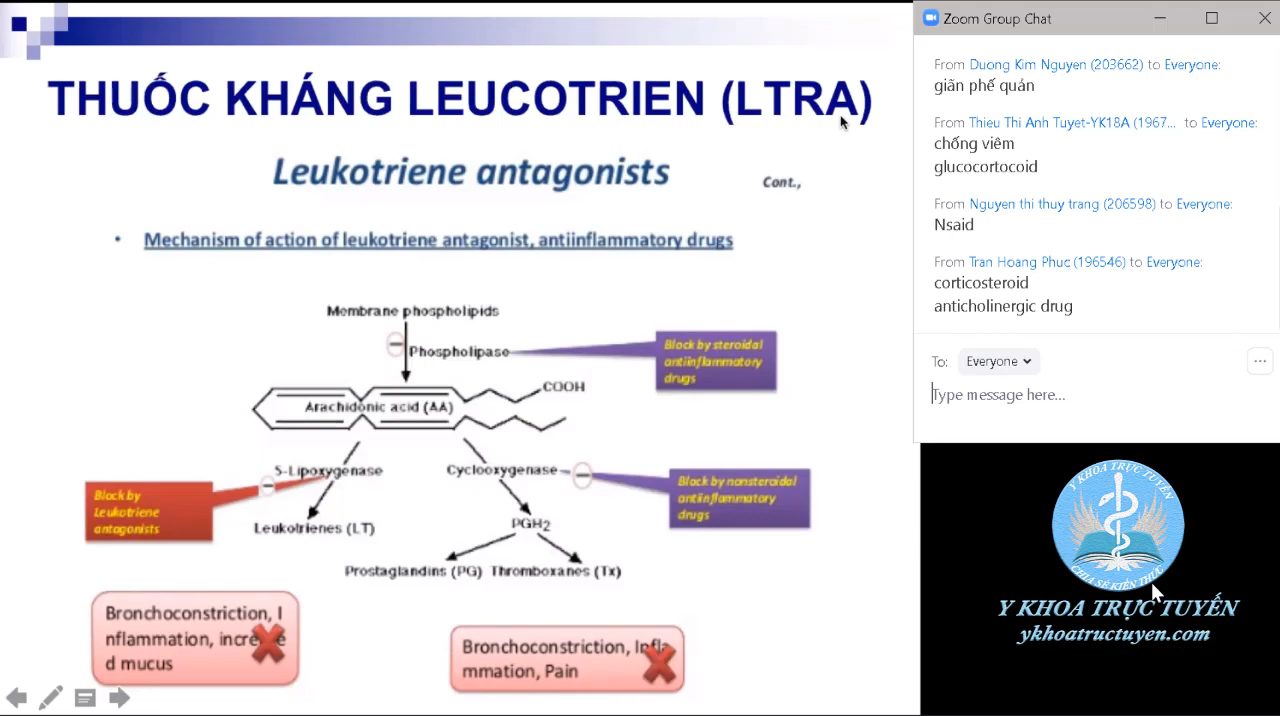 THUỐC KHÁNG LEUCOTRIEN (LTRA)
Leukotriene antagonists
Cont.,
• Mechanism of action of leukotriene antagonist, antiinflammatory drugs
Membrane phospholipids
Phospholipase
Block by steroidal
antiinflammatory
drugs
COOH
Arachidonic acid (AA)
5-Lipoxygenase
Cyclooxygenase
Block by
Leukotriene
antagonists
Block by nonsteroidal
antiinflammatory
drugs
Leukotrienes (LT)
PGH2
Prostaglandins (PG)
Thromboxanes (Tx)
Bronchoconstriction, I
nflammation, increase
d mucus
Bronchoconstriction, Infla
mmation, Pain
Zoom Group Chat
From Duong Kim Nguyen (203662) to Everyone:
giãn phế quản
From Thieu Thi Anh Tuyet-YK18A (1967... to Everyone:
chống viêm
glucocortocoid
From Nguyen thi thuy trang (206598) to Everyone:
Nsaid
From Tran Hoang Phuc (196546) to Everyone:
corticosteroid
anticholinergic drug
To: Everyone
Type message here...
Y KHOA TRỰC TUYẾN
CHIA SẺ KIẾN THỨC
Y KHOA TRỰC TUYẾN
ykhoatructuyen.com